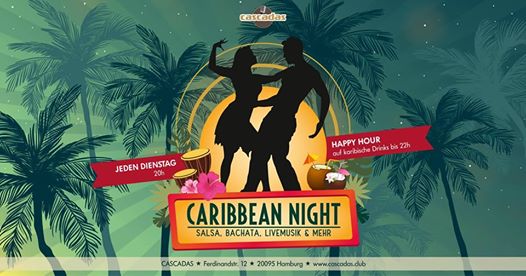 cascadas
JEDEN DIENSTAG
20h
HAPPY HOUR
auf karibische Drinks bis 22h
CARIBBEAN NIGHT
SALSA, BACHATA, LIVEMUSIK & MEHR
CASCADAS ★ Ferdinandstr. 12 ★ 20095 Hamburg ★ www.cascadas.club